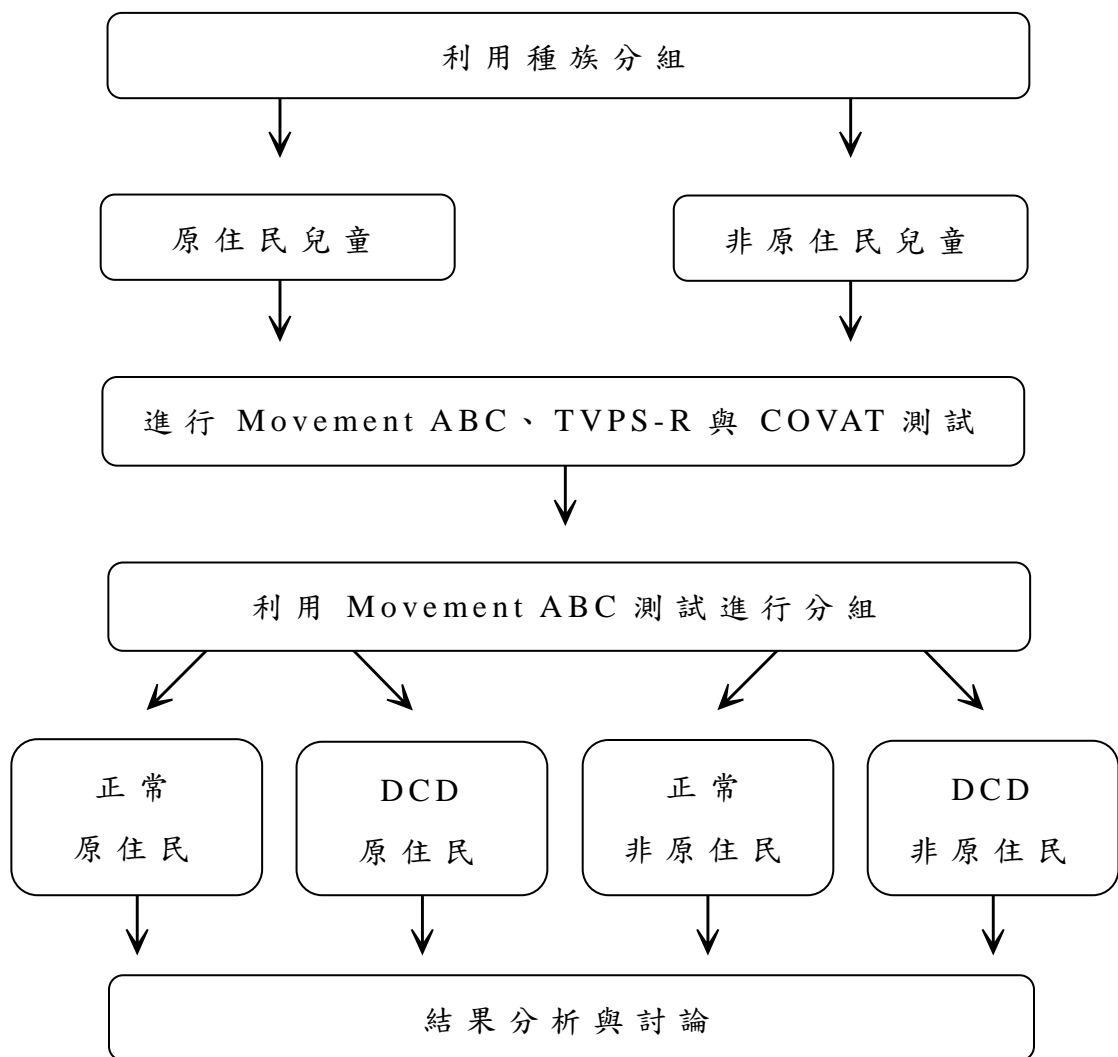 利用種族分組
原住民兒童
非原住民兒童
進行 Movement ABC、TVPS-R 與 COVAT 測試
利用 Movement ABC 測試進行分組
正常
原住民
DCD
原住民
正常
非原住民
DCD
非原住民
結果分析與討論